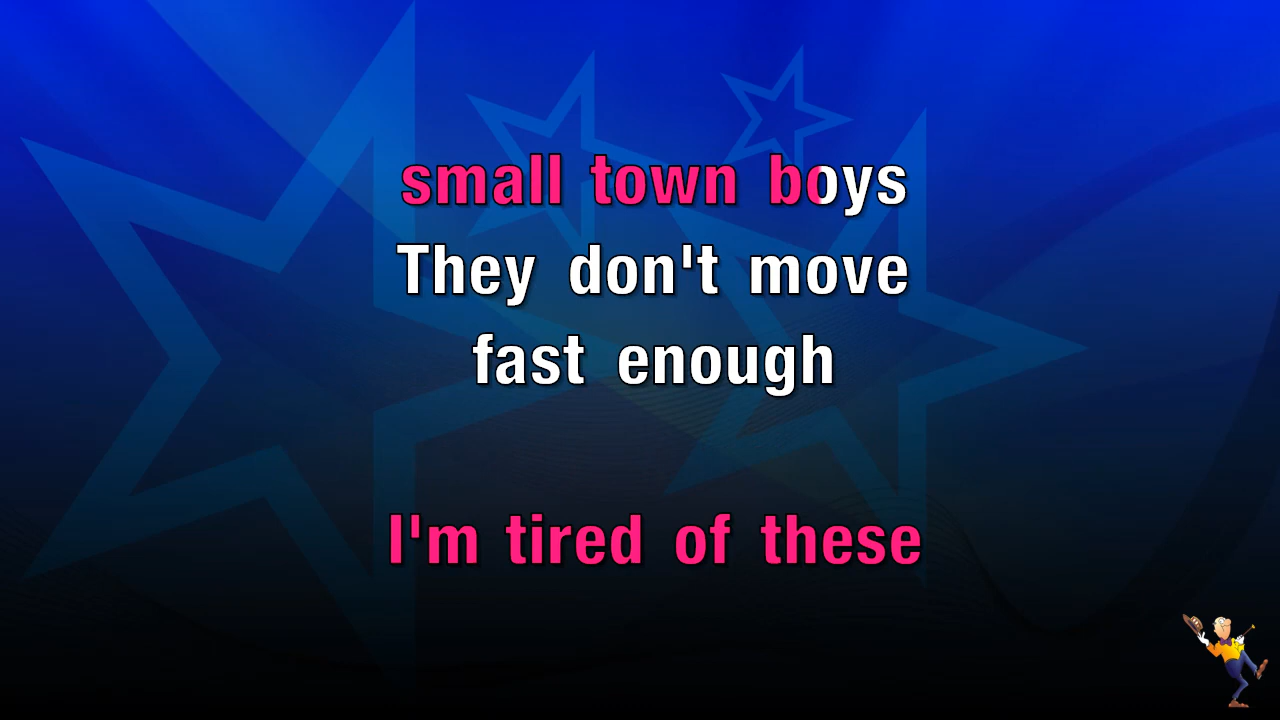 small town boys
They don't move
fast enough
I'm tired of these